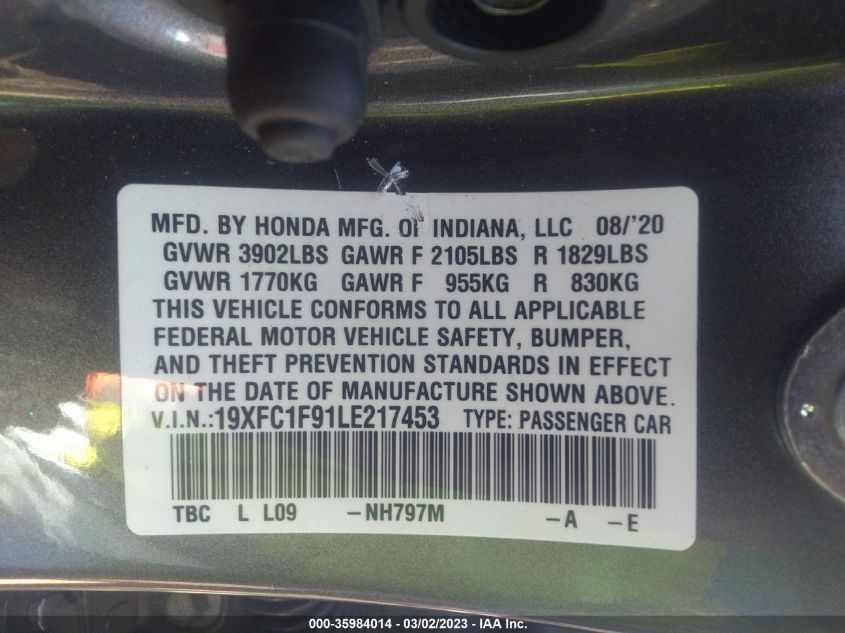 MFD. BY HONDA MFG. OF INDIANA, LLC 08/'20
GVWR 3902LBS GAWR F 2105LBS R 1829LBS
GVWR 1770KG GAWR F 955KG R 830KG
THIS VEHICLE CONFORMS TO ALL APPLICABLE
FEDERAL MOTOR VEHICLE SAFETY, BUMPER,
AND THEFT PREVENTION STANDARDS IN EFFECT
ON THE DATE OF MANUFACTURE SHOWN ABOVE.
V.I.N.:19XFC1F91LE217453 TYPE: PASSENGER CAR
TBC L L09 -NH797M -A -E
000-35984014 - 03/02/2023 - IAA Inc.